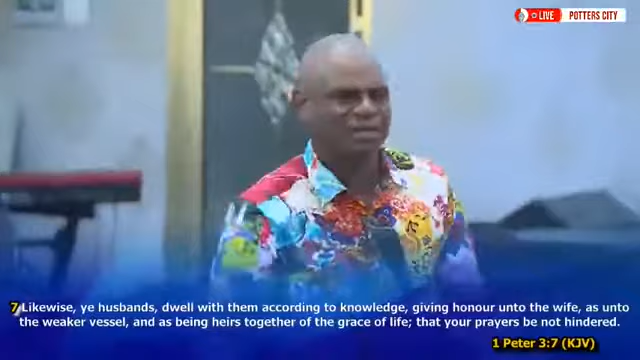 LIVE POTTERS CITY
7 Likewise, ye husbands, dwell with them according to knowledge, giving honour unto the wife, as unto
the weaker vessel, and as being heirs together of the grace of life; that your prayers be not hindered.
1 Peter 3:7 (KJV)